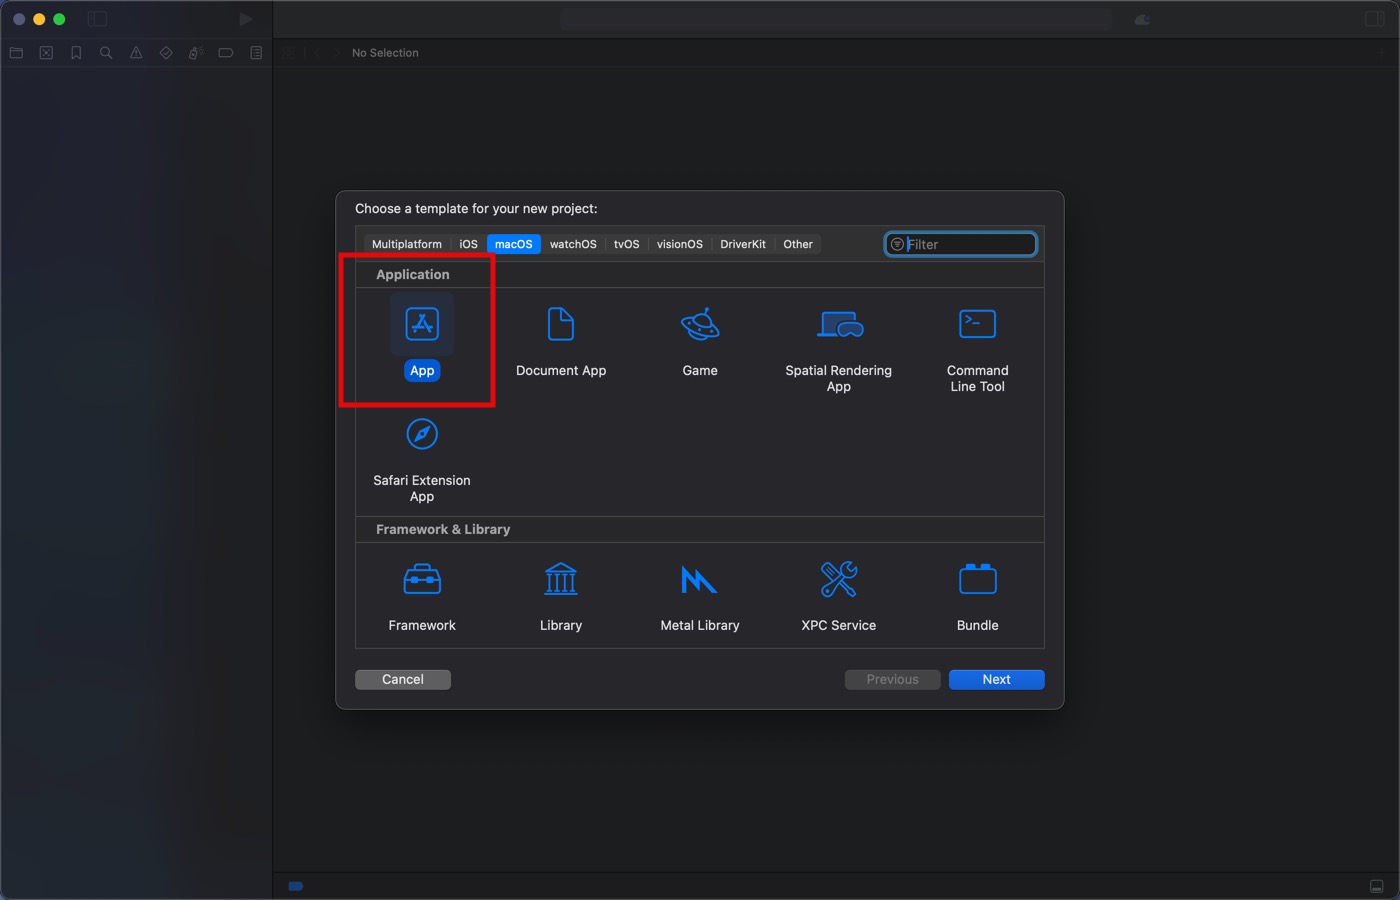 No Selection
Choose a template for your new project:
Multiplatform iOS macOS watchOS tvOS visionOS DriverKit Other Filter
Application
App Document App Game Spatial Rendering App Command Line Tool
Safari Extension App
Framework & Library
Framework Library Metal Library XPC Service Bundle
Cancel Previous Next